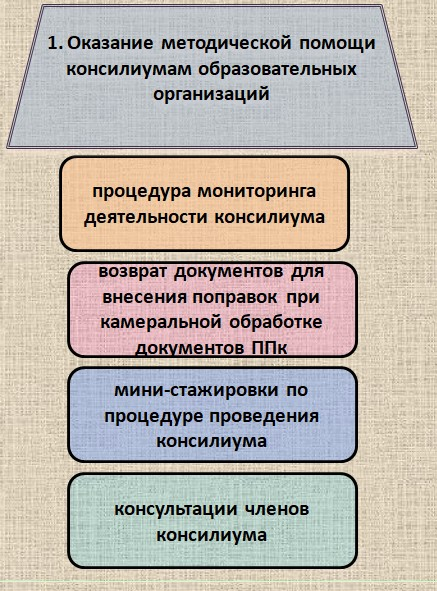 1. Оказание методической помощи
консилиумам образовательных
организаций
процедура мониторинга
деятельности консилиума
возврат документов для
внесения поправок при
камеральной обработке
документов ППк
мини-стажировки по
процедуре проведения
консилиума
консультации членов
консилиума